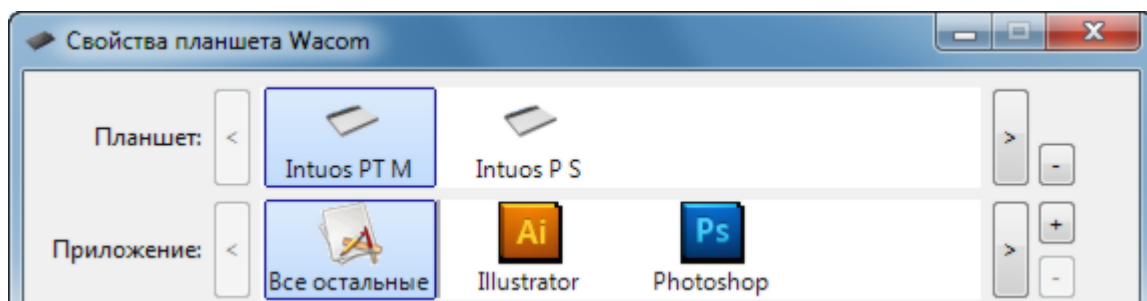 Свойства планшета Wacom
Планшет: < Intuos PT M Intuos P S > -
Приложение: < Все остальные Ai Illustrator Ps Photoshop > + -